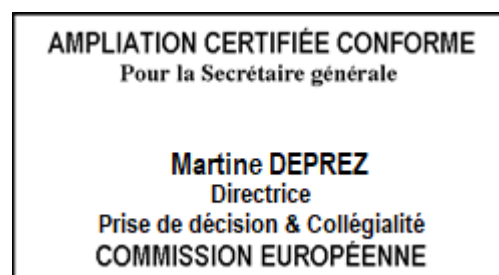 AMPLIATION CERTIFIÉE CONFORME
Pour la Secrétaire générale
Martine DEPREZ
Directrice
Prise de décision & Collégialité
COMMISSION EUROPÉENNE